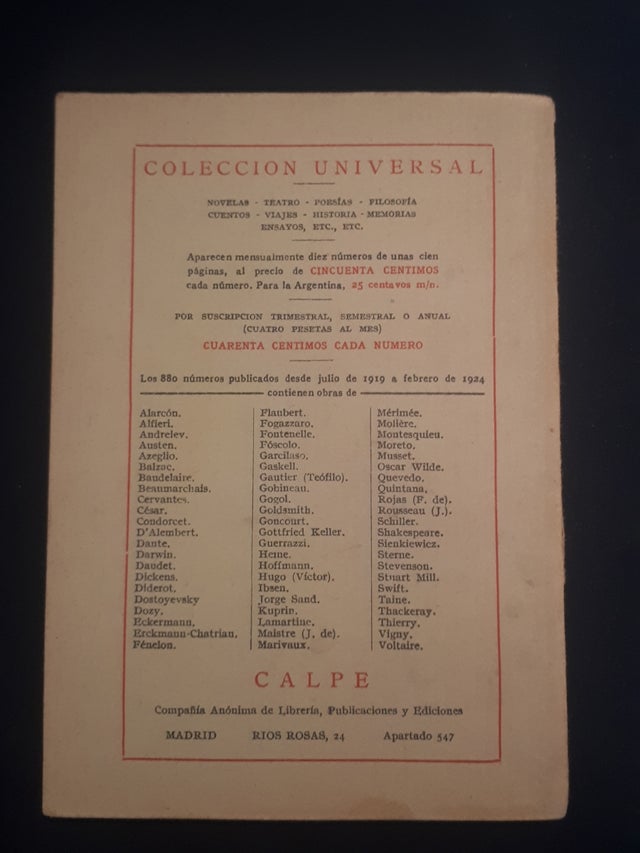 COLECCION UNIVERSAL
NOVELAS - TEATRO - POESÍAS - FILOSOFÍA
CUENTOS - VIAJES - HISTORIA - MEMORIAS
ENSAYOS, ETC., ETC.
Aparecen mensualmente diez números de unas cien
páginas, al precio de CINCUENTA CENTIMOS
cada número. Para la Argentina, 25 centavos m/n.
POR SUSCRIPCION TRIMESTRAL, SEMESTRAL O ANUAL
(CUATRO PESETAS AL MES)
CUARENTA CENTIMOS CADA NUMERO
Los 880 números publicados desde julio de 1919 a febrero de 1924
contienen obras de
Alarcón.
Alfieri.
Andreiev.
Austen.
Azeglio.
Balzac.
Baudelaire.
Beaumarchais.
Cervantes.
César.
Condorcet.
D'Alembert.
Dante.
Darwin.
Daudet.
Dickens.
Diderot.
Dostoyevsky
Dozy.
Eckermann.
Erckmann-Chatrian.
Fénelon.
Flaubert.
Fogazzaro.
Fontenelle.
Fóscolo.
Garcilaso.
Gaskell.
Gautier (Teófilo).
Gobineau.
Gogol.
Goldsmith.
Goncourt.
Gottfried Keller.
Guerrazzi.
Heine.
Hoffmann.
Hugo (Víctor).
Ibsen.
Jorge Sand.
Kuprin.
Lamartine.
Maistre (J. de).
Marivaux.
Mérimée.
Molière.
Montesquieu.
Moreto.
Musset.
Oscar Wilde.
Quevedo.
Quintana.
Rojas (F. de).
Rousseau (J.).
Schiller.
Shakespeare.
Sienkiewicz.
Sterne.
Stevenson.
Stuart Mill.
Swift.
Taine.
Thackeray.
Thierry.
Vigny.
Voltaire.
CALPE
Compañía Anónima de Librería, Publicaciones y Ediciones
MADRID RIOS ROSAS, 24 Apartado 547